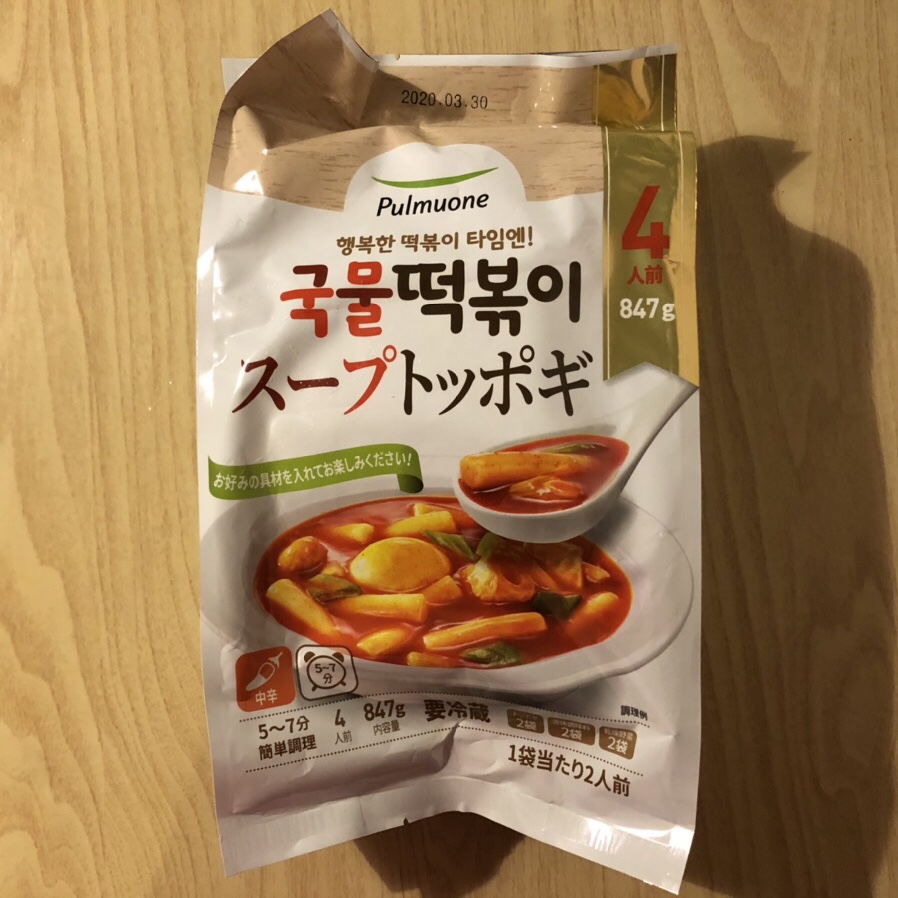 2020.03.30
Pulmuone
행복한 떡볶이 타임엔!
국물떡볶이
スープトッポギ
4
人前
847g
お好みの具材を入れてお楽しみください!
中辛
5~7
分
5～7分
簡単調理
4
人前
847g
内容量
要冷蔵
調理例
2袋
2袋
2袋
1袋当たり2人前